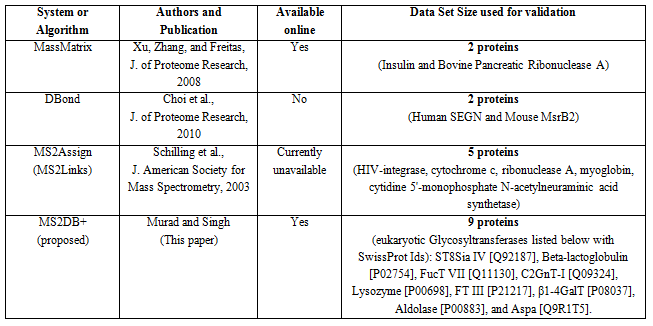 System or Algorithm
Authors and Publication
Available online
Data Set Size used for validation
MassMatrix
Xu, Zhang, and Freitas,
J. of Proteome Research,
2008
Yes
2 proteins
(Insulin and Bovine Pancreatic Ribonuclease A)
DBond
Choi et al.,
J. of Proteome Research,
2010
No
2 proteins
(Human SEGN and Mouse MsrB2)
MS2Assign
(MS2Links)
Schilling et al.,
J. American Society for
Mass Spectrometry, 2003
Currently
unavailable
5 proteins
(HIV-integrase, cytochrome c, ribonuclease A, myoglobin,
cytidine 5'-monophosphate N-acetylneuraminic acid
synthetase)
MS2DB+
(proposed)
Murad and Singh
(This paper)
Yes
9 proteins
(eukaryotic Glycosyltransferases listed below with
SwissProt Ids): ST8Sia IV [Q92187], Beta-lactoglobulin
[P02754], FucT VII [Q11130], C2GnT-I [Q09324],
Lysozyme [P00698], FT III [P21217], β1-4GalT [P08037],
Aldolase [P00883], and Aspa [Q9R1T5].